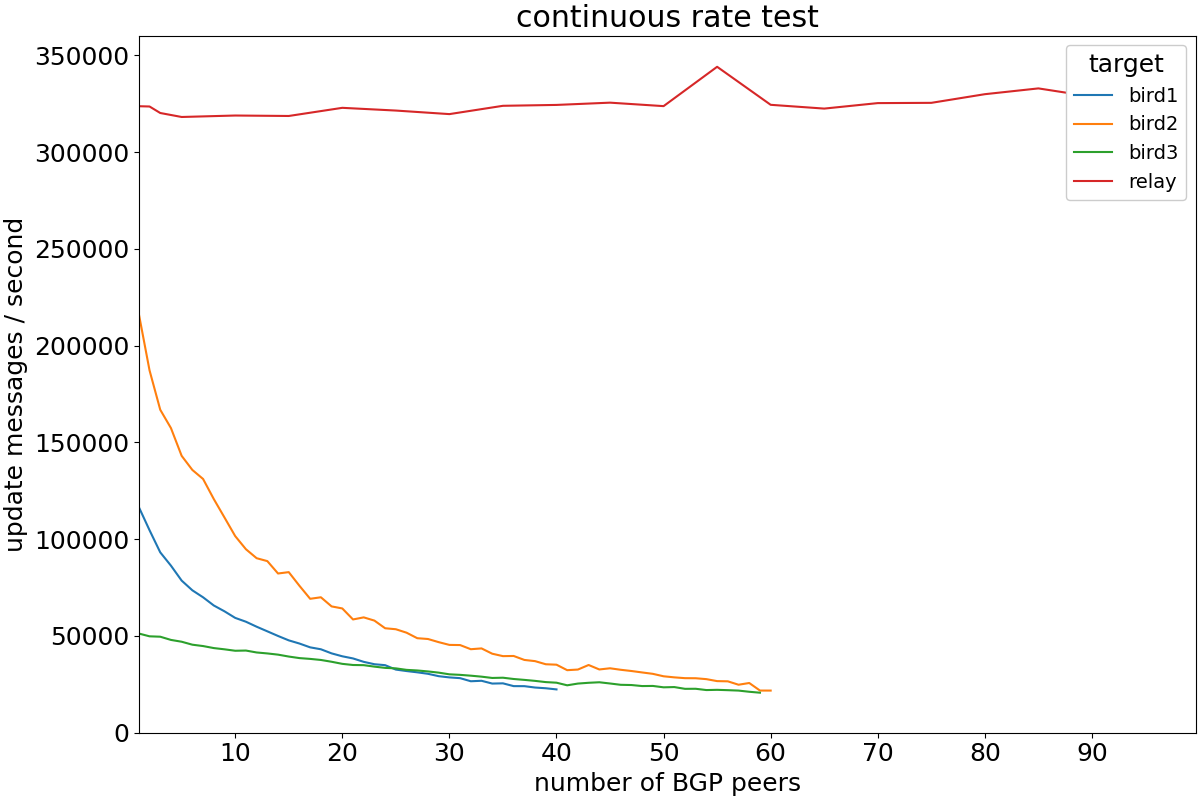 continuous rate test
350000
300000
250000
200000
150000
100000
50000
0
update messages / second
10 20 30 40 50 60 70 80 90
number of BGP peers
target
bird1
bird2
bird3
relay